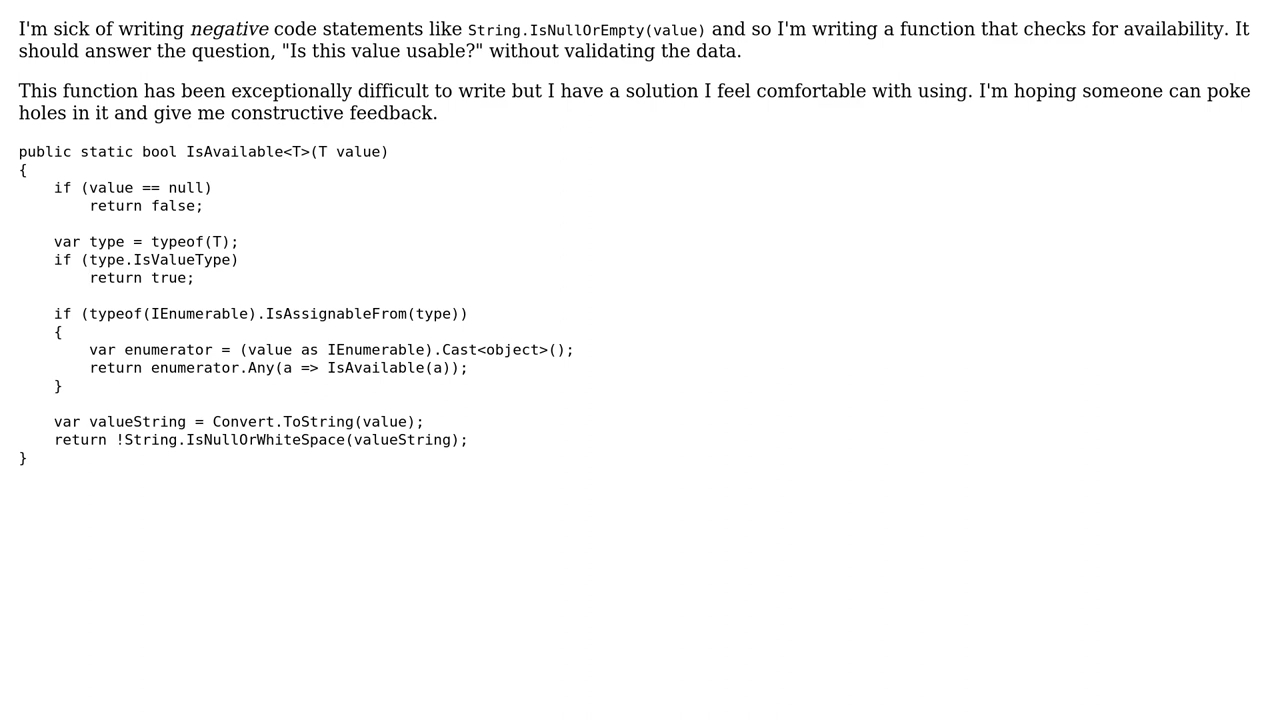 I'm sick of writing negative code statements like String.IsNullOrEmpty(value) and so I'm writing a function that checks for availability. It
should answer the question, "Is this value usable?" without validating the data.
This function has been exceptionally difficult to write but I have a solution I feel comfortable with using. I'm hoping someone can poke
holes in it and give me constructive feedback.
public static bool IsAvailable<T>(T value)
{
    if (value == null)
        return false;

    var type = typeof(T);
    if (type.IsValueType)
        return true;

    if (typeof(IEnumerable).IsAssignableFrom(type))
    {
        var enumerator = (value as IEnumerable).Cast<object>();
        return enumerator.Any(a => IsAvailable(a));
    }

    var valueString = Convert.ToString(value);
    return !String.IsNullOrWhiteSpace(valueString);
}